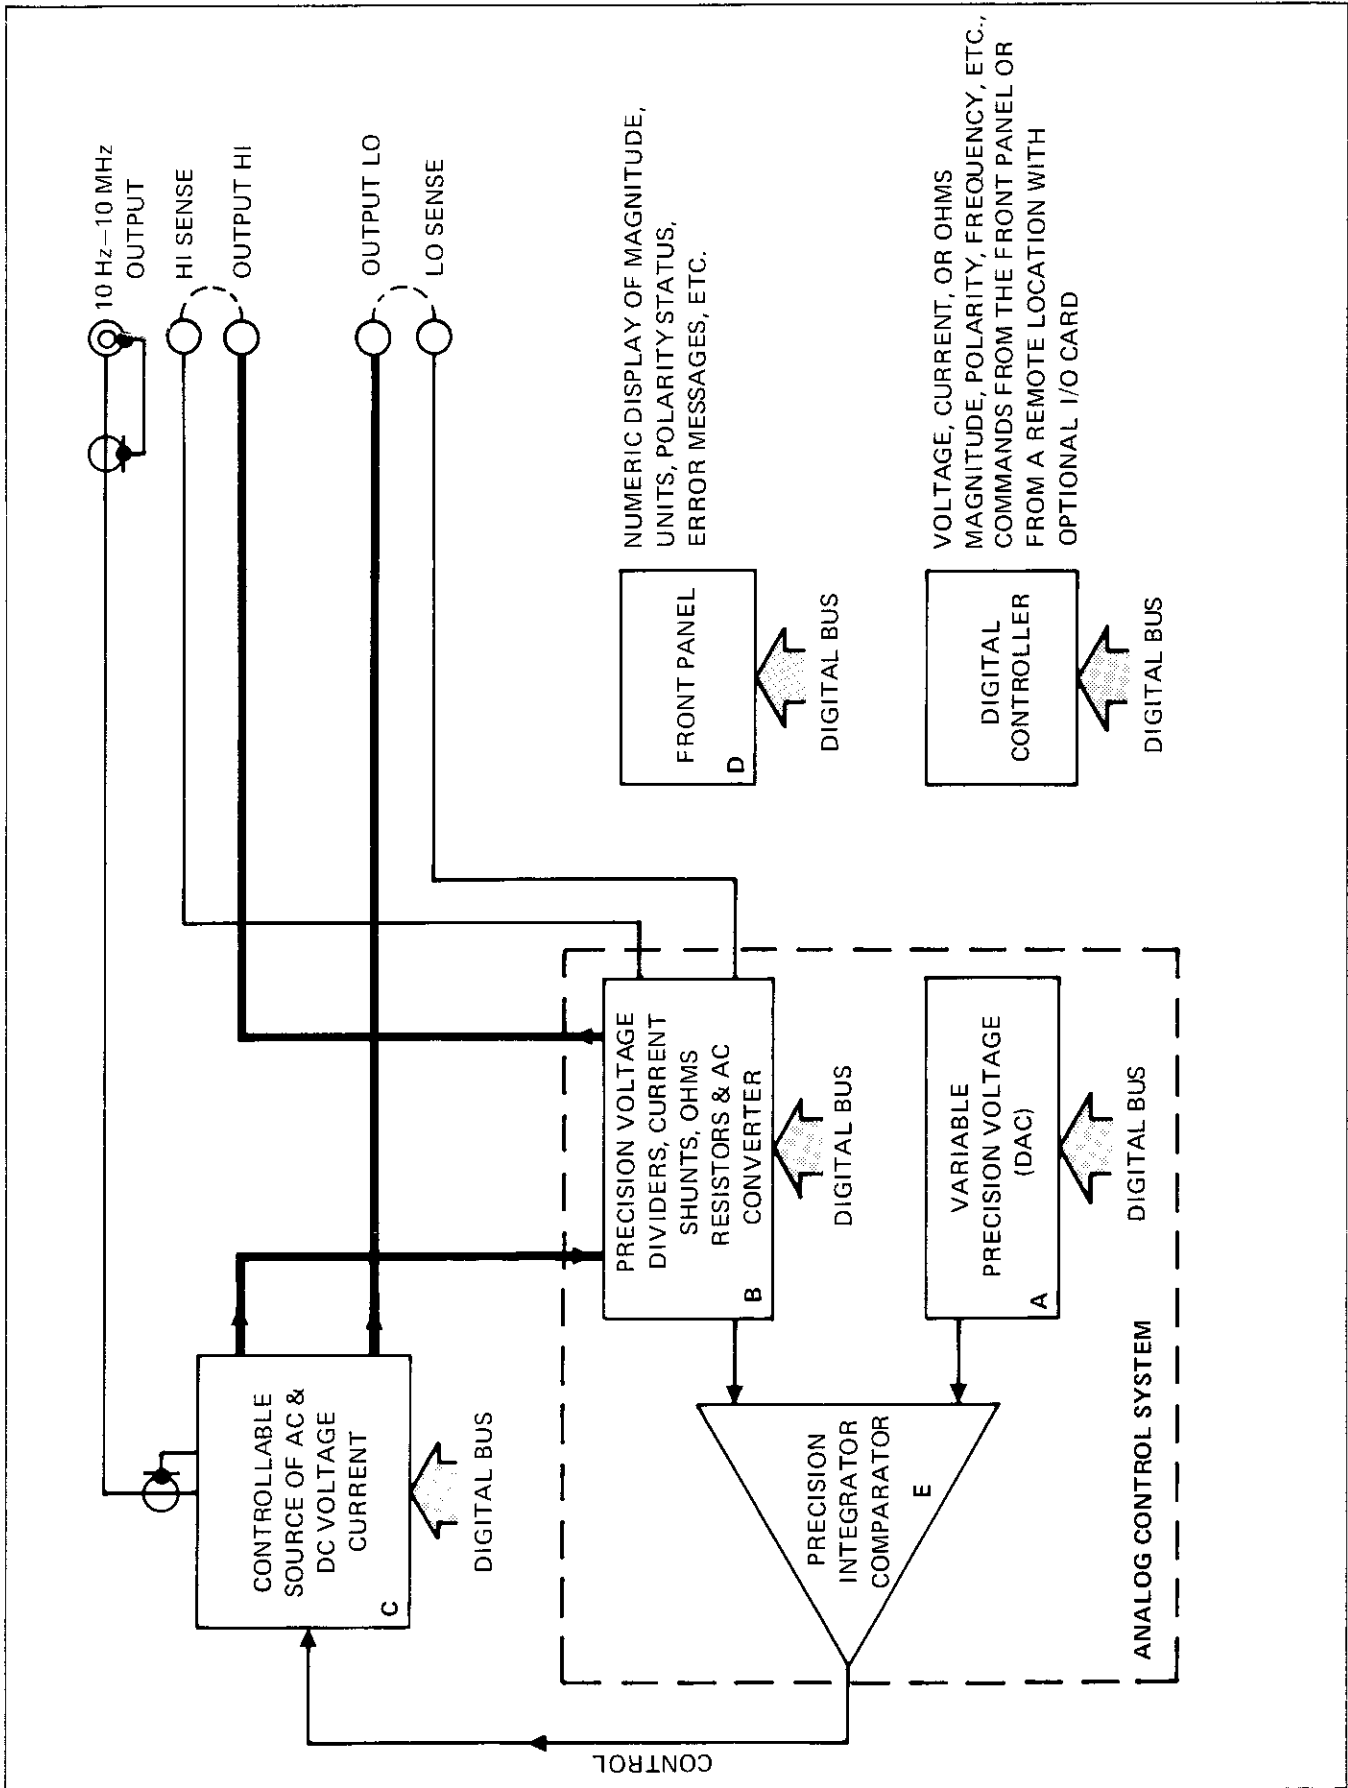 10 Hz–10 MHz
OUTPUT
HI SENSE
OUTPUT HI
OUTPUT LO
LO SENSE
CONTROLLABLE
SOURCE OF AC &
DC VOLTAGE
CURRENT
C
DIGITAL BUS
CONTROL
PRECISION VOLTAGE
DIVIDERS, CURRENT
SHUNTS, OHMS
RESISTORS & AC
CONVERTER
B
DIGITAL BUS
VARIABLE
PRECISION VOLTAGE
(DAC)
A
DIGITAL BUS
PRECISION
INTEGRATOR
COMPARATOR
E
ANALOG CONTROL SYSTEM
FRONT PANEL
D
DIGITAL BUS
NUMERIC DISPLAY OF MAGNITUDE,
UNITS, POLARITY STATUS,
ERROR MESSAGES, ETC.
DIGITAL
CONTROLLER
DIGITAL BUS
VOLTAGE, CURRENT, OR OHMS
MAGNITUDE, POLARITY, FREQUENCY, ETC.,
COMMANDS FROM THE FRONT PANEL OR
FROM A REMOTE LOCATION WITH
OPTIONAL I/O CARD